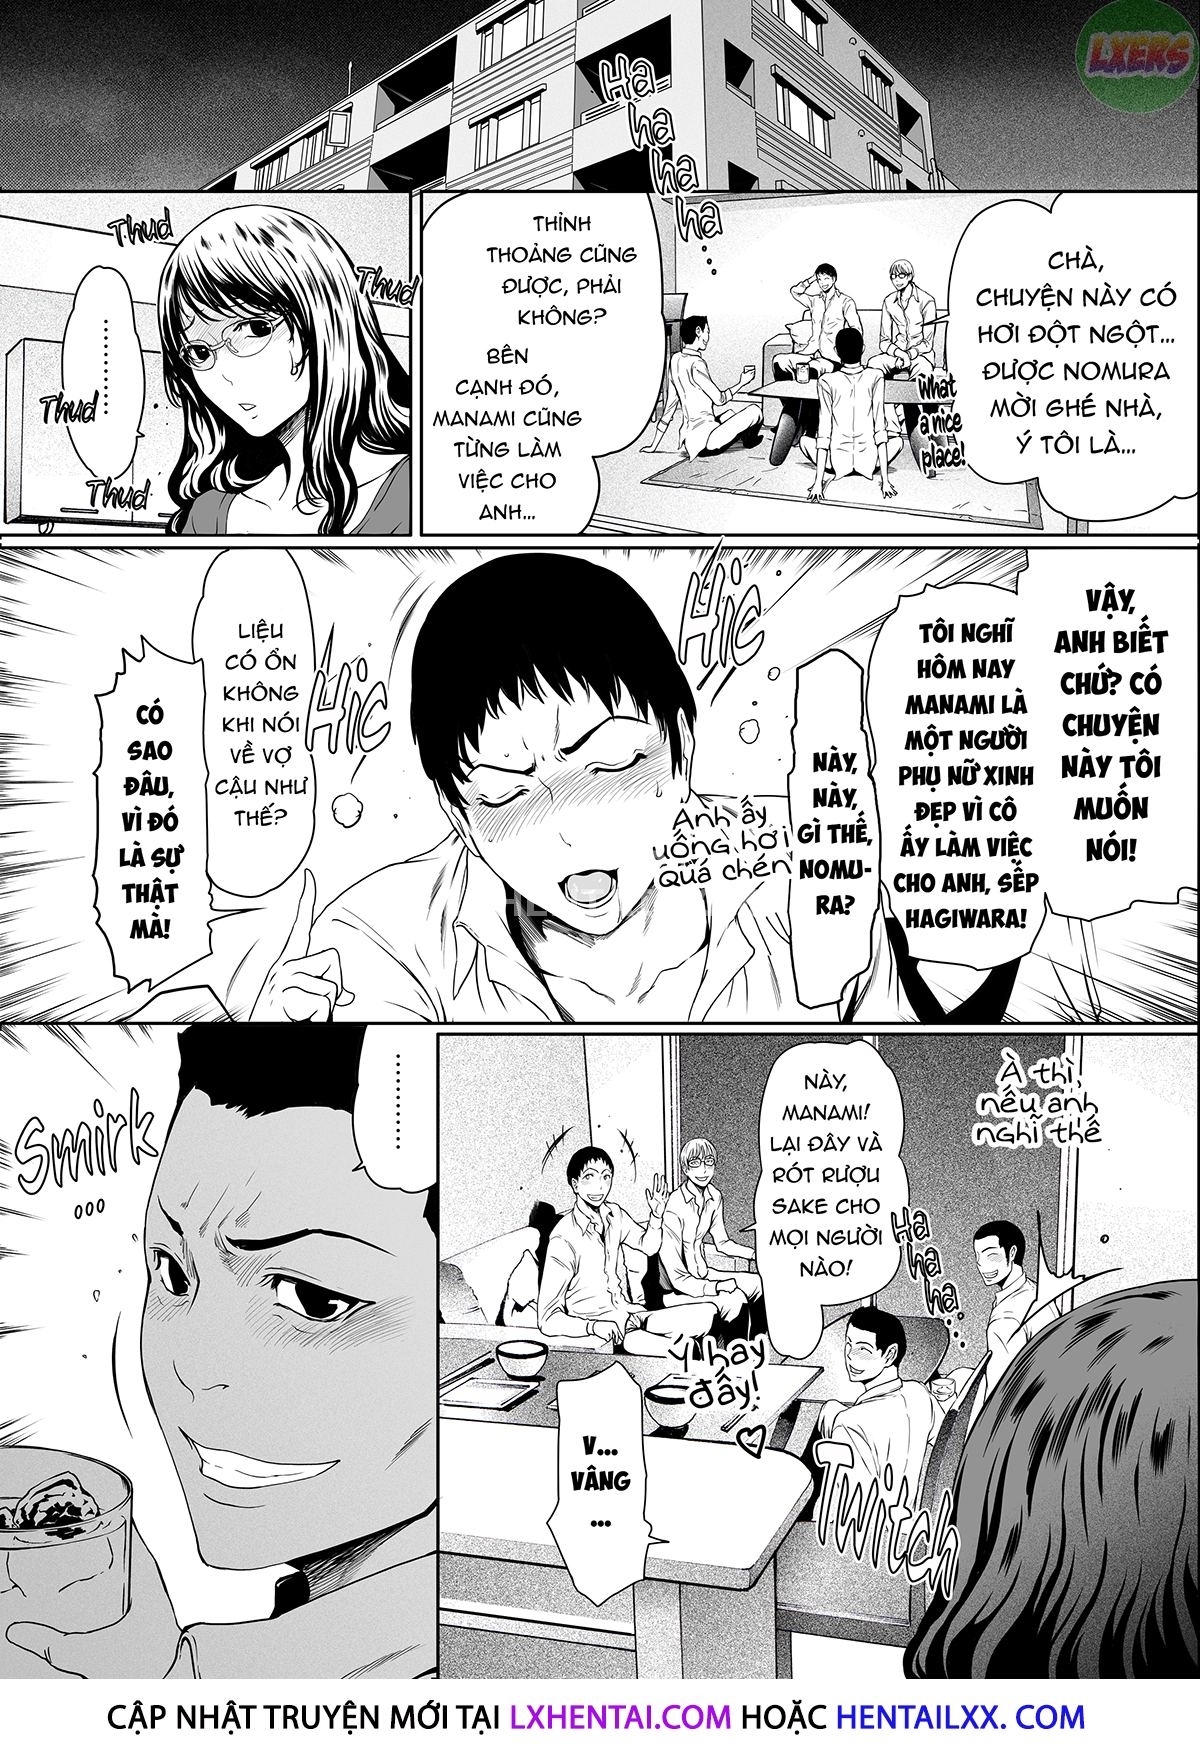 LXERS
Ha
ha
ha
ha
ha
...
CHÀ,
CHUYỆN NÀY CÓ
HƠI ĐỘT NGỘT...
ĐƯỢC NOMURA
MỜI GHÉ NHÀ,
Ý TÔI LÀ...
What
a nice
place!
THỈNH
THOẢNG CŨNG
ĐƯỢC, PHẢI
KHÔNG?
BÊN
CẠNH ĐÓ,
MANAMI CŨNG
TỪNG LÀM
VIỆC CHO
ANH...
Thud
Thud
Thud
Thud
.........
VẬY,
ANH BIẾT
CHỨ? CÓ
CHUYỆN
NÀY TÔI
MUỐN
NÓI!
TÔI NGHĨ
HÔM NAY
MANAMI LÀ
MỘT NGƯỜI
PHỤ NỮ XINH
ĐẸP VÌ CÔ
ẤY LÀM VIỆC
CHO ANH, SẾP
HAGIWARA!
NÀY,
NÀY,
GÌ THẾ,
NOMU-
RA?
Hic
Anh ấy
uống hơi
Quá chén
Hic
LIỆU
CÓ ỔN
KHÔNG
KHI NÓI
VỀ VỢ
CẬU NHƯ
THẾ?
CÓ
SAO
ĐÂU,
VÌ ĐÓ
LÀ SỰ
THẬT
MÀ!
À thì,
nếu anh
nghĩ thế
NÀY,
MANAMI!
LẠI ĐÂY VÀ
RÓT RƯỢU
SAKE CHO
MỌI NGƯỜI
NÀO!
Ha
ha
ha
...
Ý hay
đấy!
V...
VÂNG
...
Twitch
.........
Smirk
...
CẬP NHẬT TRUYỆN MỚI TẠI LXHENTAI.COM HOẶC HENTAILXX. COM